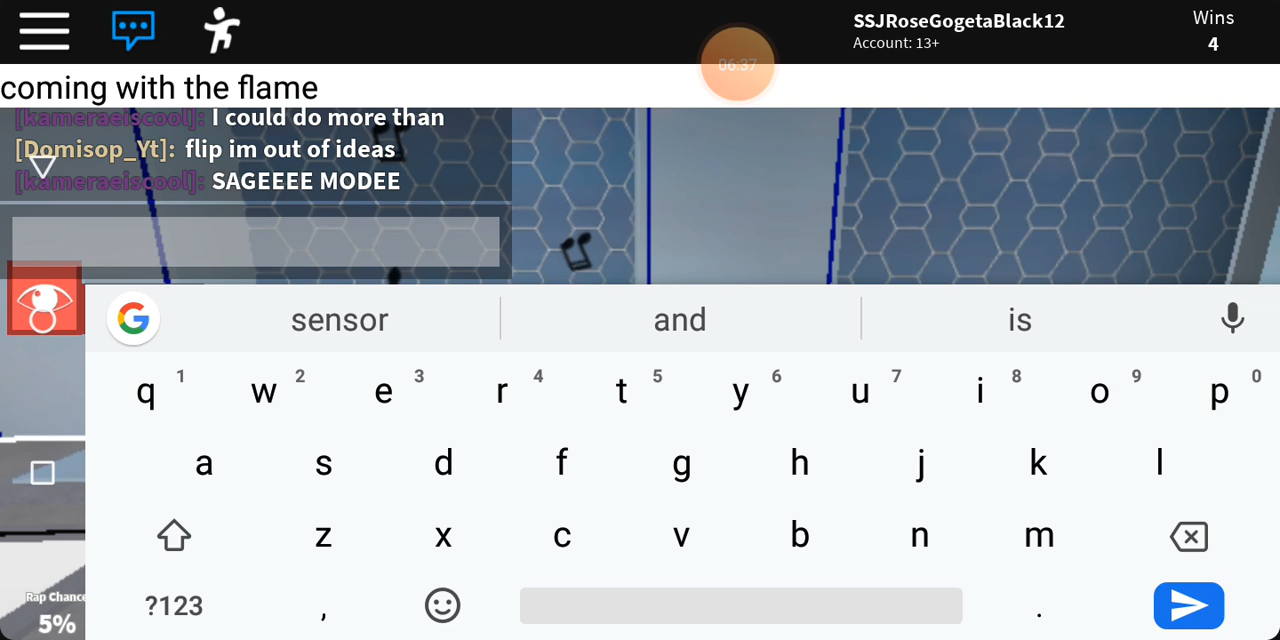 SSJRoseGogetaBlack12
Account: 13+
Wins
4
06:37
coming with the flame
[kameraeiscool]: I could do more than
[Domisop_Yt]: flip im out of ideas
[kameraeiscool]: SAGEEEE MODEE
sensor and is
q 1 w 2 e 3 r 4 t 5 y 6 u 7 i 8 o 9 p 0
a s d f g h j k l
z x c v b n m
?123 , .
Rap Chance
5%